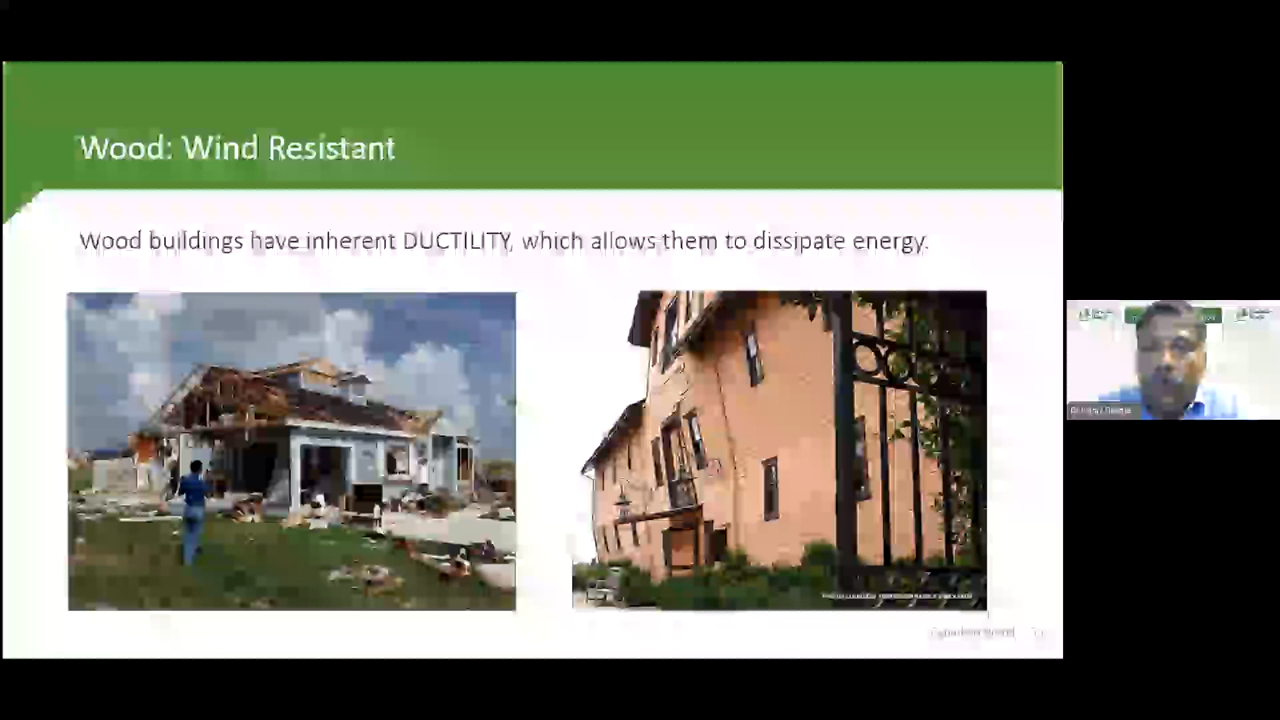 Wood: Wind Resistant
Wood buildings have inherent DUCTILITY, which allows them to dissipate energy.